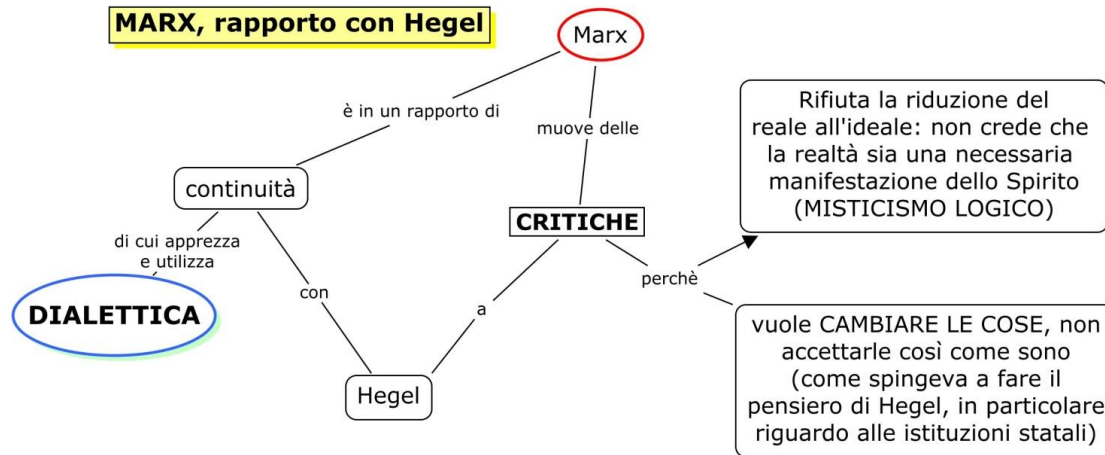 MARX, rapporto con Hegel
Marx
è in un rapporto di
muove delle
continuità
CRITICHE
di cui apprezza
e utilizza
DIALETTICA
con
a
Hegel
perchè
Rifiuta la riduzione del
reale all'ideale: non crede che
la realtà sia una necessaria
manifestazione dello Spirito
(MISTICISMO LOGICO)
vuole CAMBIARE LE COSE, non
accettarle così come sono
(come spingeva a fare il
pensiero di Hegel, in particolare
riguardo alle istituzioni statali)